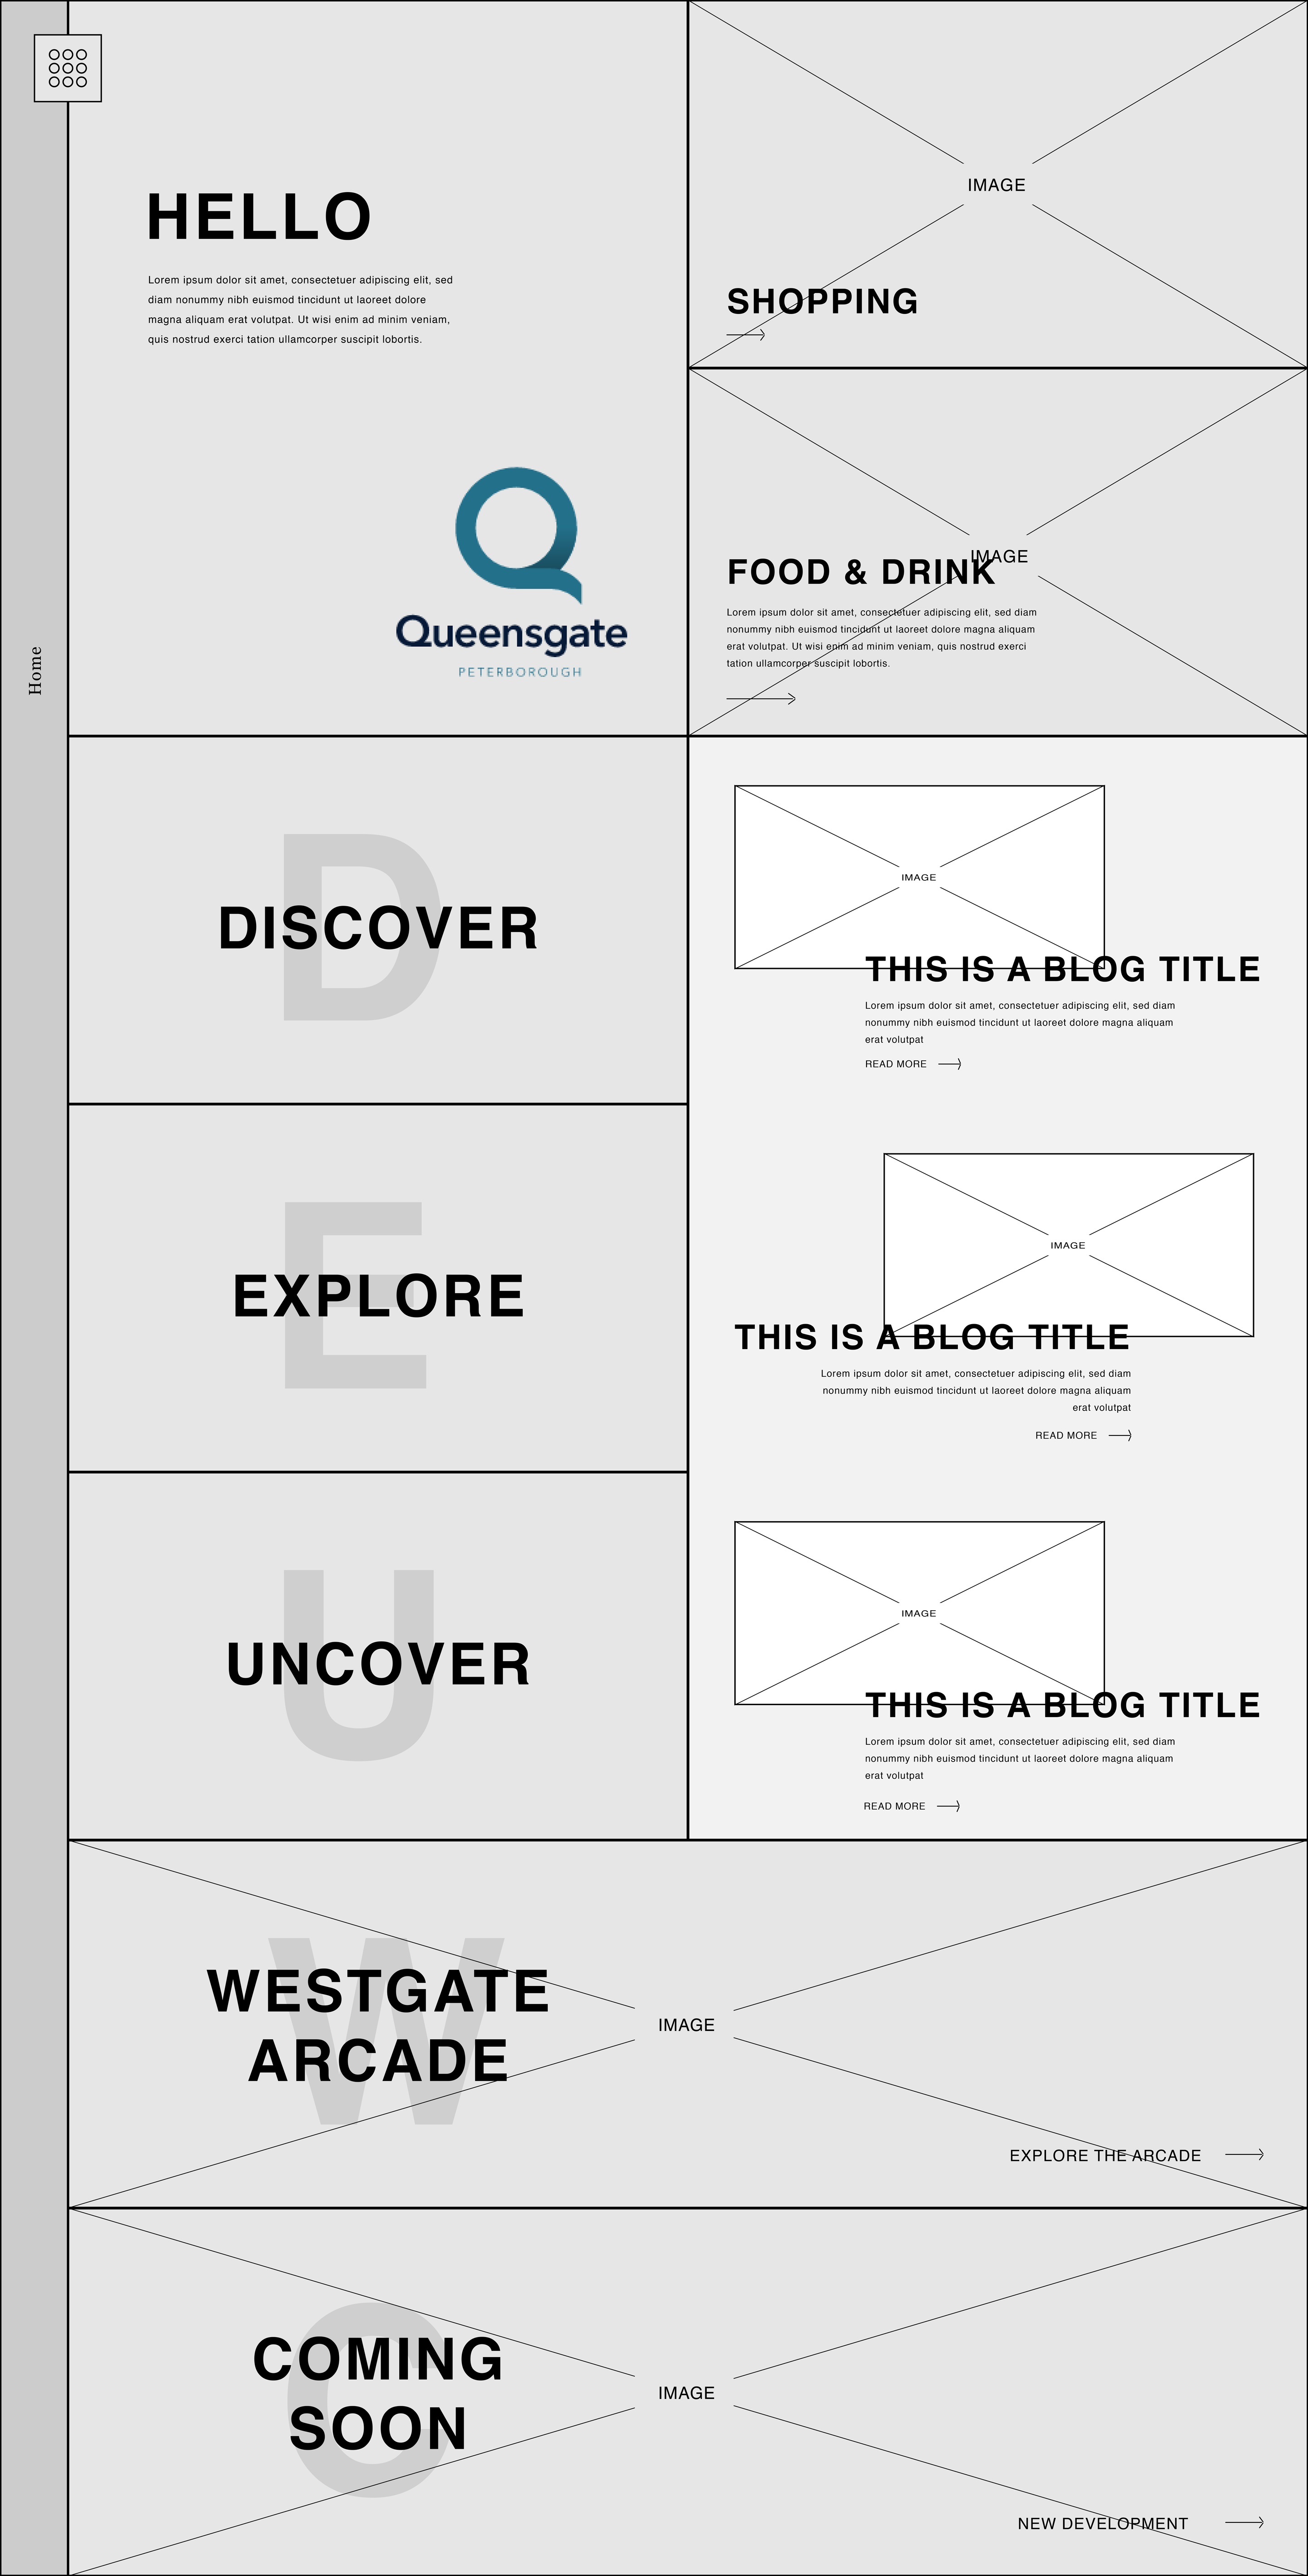 HELLO
Lorem ipsum dolor sit amet, consectetuer adipiscing elit, sed
diam nonummy nibh euismod tincidunt ut laoreet dolore
magna aliquam erat volutpat. Ut wisi enim ad minim veniam,
quis nostrud exerci tation ullamcorper suscipit lobortis.
Queensgate
PETERBOROUGH
Home
IMAGE
SHOPPING
IMAGE
FOOD & DRINK
Lorem ipsum dolor sit amet, consectetuer adipiscing elit, sed diam
nonummy nibh euismod tincidunt ut laoreet dolore magna aliquam
erat volutpat. Ut wisi enim ad minim veniam, quis nostrud exerci
tation ullamcorper suscipit lobortis.
D
DISCOVER
IMAGE
THIS IS A BLOG TITLE
Lorem ipsum dolor sit amet, consectetuer adipiscing elit, sed diam
nonummy nibh euismod tincidunt ut laoreet dolore magna aliquam
erat volutpat
READ MORE
E
EXPLORE
IMAGE
THIS IS A BLOG TITLE
Lorem ipsum dolor sit amet, consectetuer adipiscing elit, sed diam
nonummy nibh euismod tincidunt ut laoreet dolore magna aliquam
erat volutpat
READ MORE
U
UNCOVER
IMAGE
THIS IS A BLOG TITLE
Lorem ipsum dolor sit amet, consectetuer adipiscing elit, sed diam
nonummy nibh euismod tincidunt ut laoreet dolore magna aliquam
erat volutpat
READ MORE
W
WESTGATE
ARCADE
IMAGE
EXPLORE THE ARCADE
C
COMING
SOON
IMAGE
NEW DEVELOPMENT